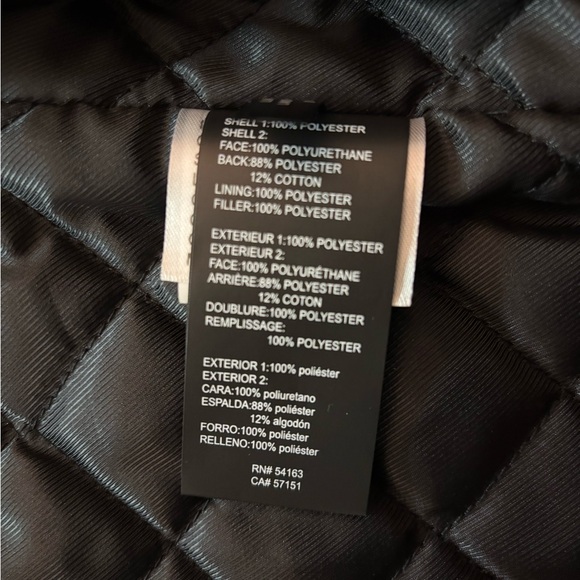 SHELL 1:100% POLYESTER
SHELL 2:
FACE:100% POLYURETHANE
BACK:88% POLYESTER
12% COTTON
LINING:100% POLYESTER
FILLER:100% POLYESTER
EXTERIEUR 1:100% POLYESTER
EXTERIEUR 2:
FACE:100% POLYURÉTHANE
ARRIÈRE:88% POLYESTER
12% COTON
DOUBLURE:100% POLYESTER
REMPLISSAGE:
100% POLYESTER
EXTERIOR 1:100% poliéster
EXTERIOR 2:
CARA:100% poliuretano
ESPALDA:88% poliéster
12% algodón
FORRO:100% poliéster
RELLENO:100% poliéster
RN# 54163
CA# 57151